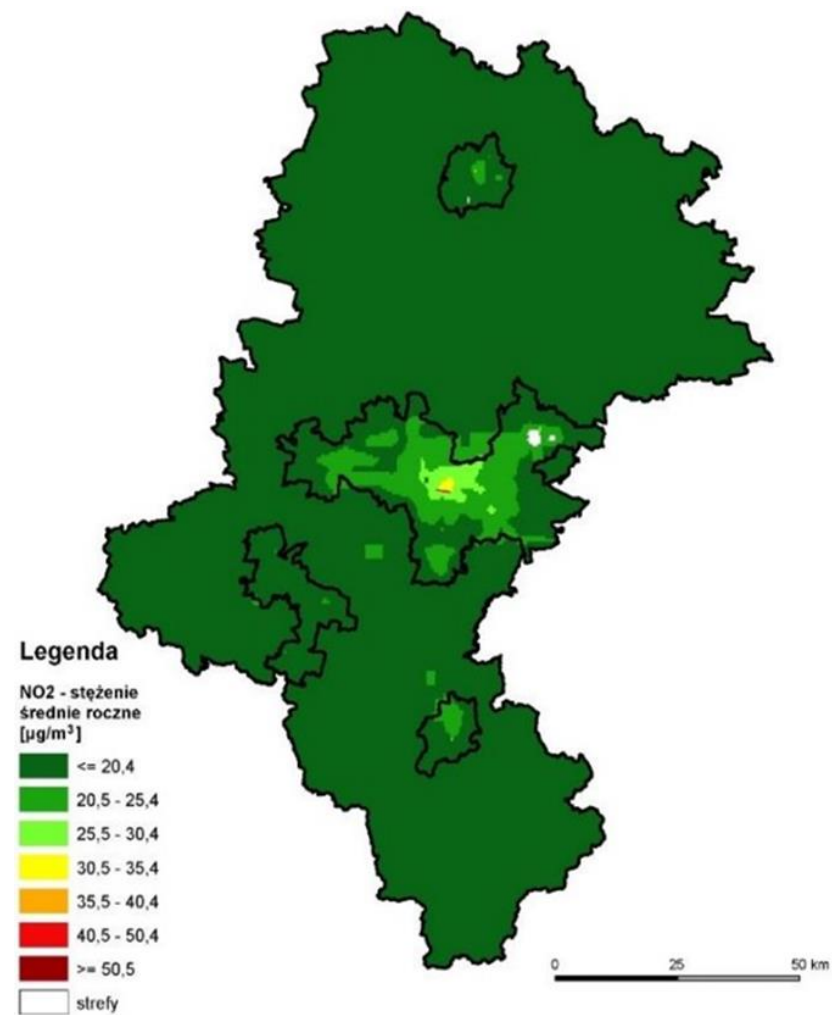 Legenda
NO2 - stężenie
średnie roczne
[µg/m³]
<= 20,4
20,5 - 25,4
25,5 - 30,4
30,5 - 35,4
35,5 - 40,4
40,5 - 50,4
>= 50,5
strefy
0 25 50 km